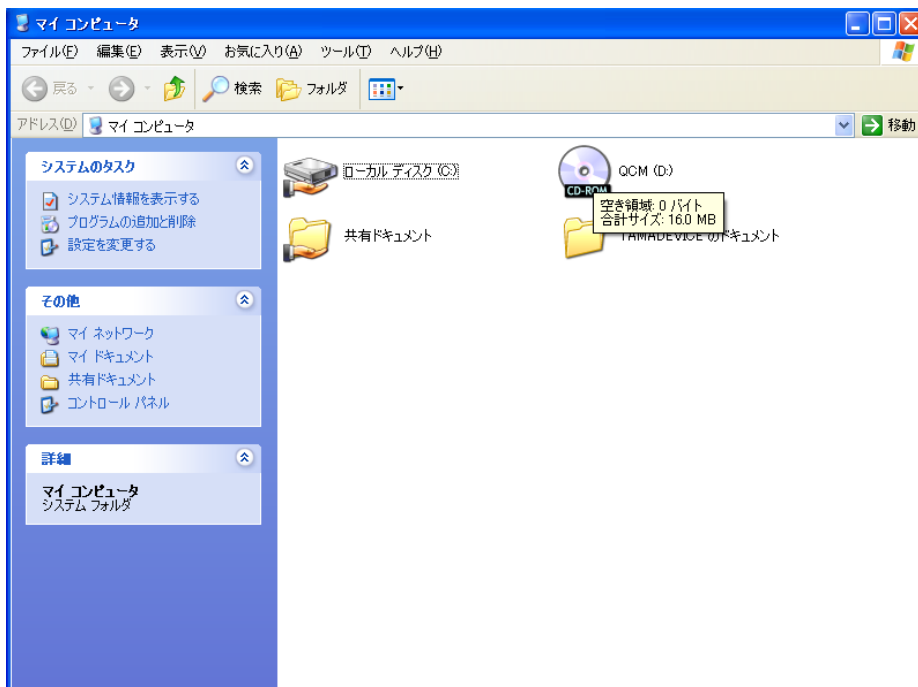 マイ コンピュータ
ファイル(F) 編集(E) 表示(V) お気に入り(A) ツール(T) ヘルプ(H)
戻る 検索 フォルダ
アドレス(D) マイ コンピュータ 移動
システムのタスク
システム情報を表示する
プログラムの追加と削除
設定を変更する
その他
マイ ネットワーク
マイ ドキュメント
共有ドキュメント
コントロール パネル
詳細
マイ コンピュータ
システム フォルダ
ローカル ディスク (C:)
QCM (D:)
CD-ROM
空き領域: 0 バイト
合計サイズ: 16.0 MB
共有ドキュメント
TAMADEVICE のドキュメント